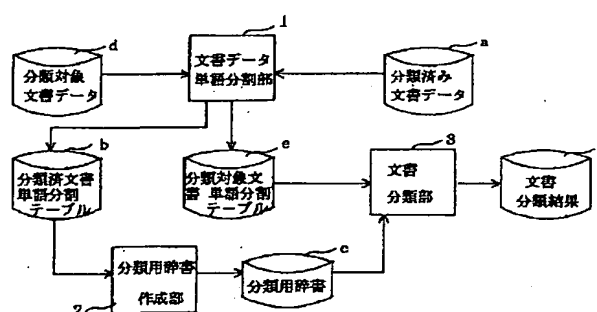 1
d
分類対象
文書データ
文書データ
単語分割部
a
分類済み
文書データ
b
分類済文書
単語分割
テーブル
e
分類対象文
書 単語分割
テーブル
3
文書
分類部
文書
分類結果
分類用辞書
作成部
2
c
分類用辞書